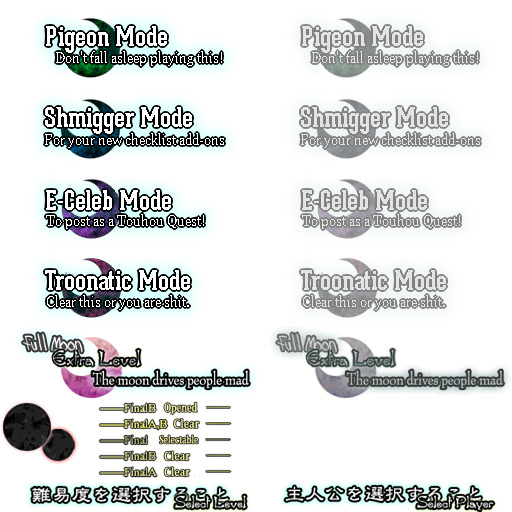 Pigeon Mode
Don't fall asleep playing this!
Pigeon Mode
Don't fall asleep playing this!
Shmigger Mode
For your new checklist add-ons
Shmigger Mode
For your new checklist add-ons
E-Celeb Mode
To post as a Touhou Quest!
E-Celeb Mode
To post as a Touhou Quest!
Troonatic Mode
Clear this or you are shit.
Troonatic Mode
Clear this or you are shit.
Full Moon
Extra Level
The moon drives people mad
Full Moon
Extra Level
The moon drives people mad
FinalB Opened
FinalA,B Clear
Final Selectable
FinalB Clear
FinalA Clear
難易度を選択すること
Select Level
主人公を選択すること
Select Player